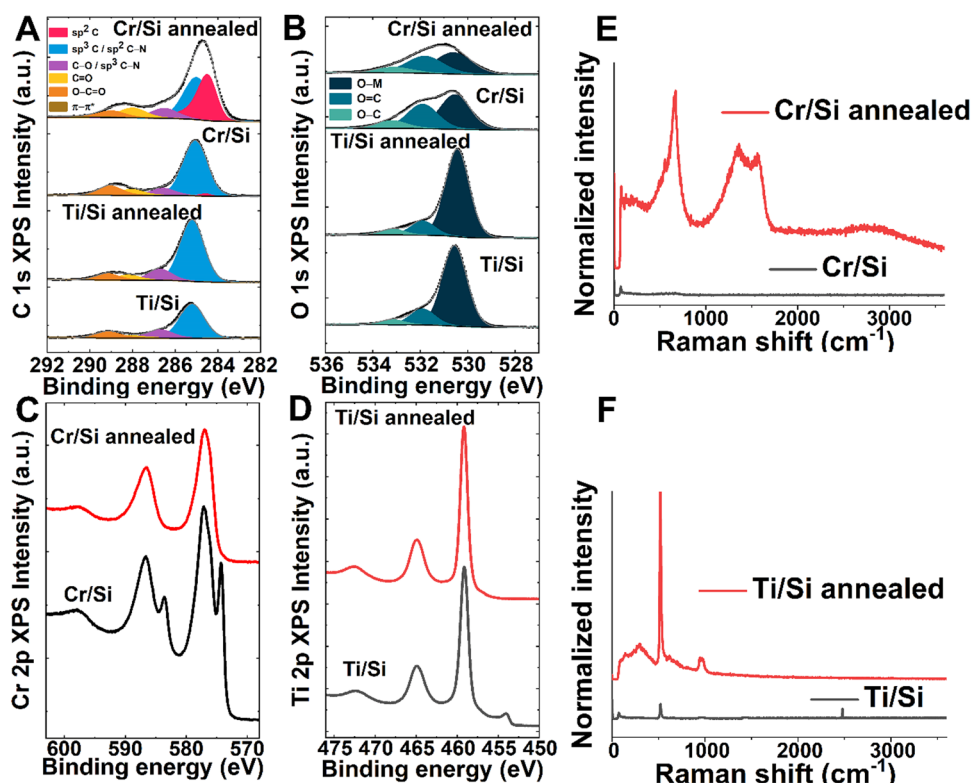 A
Cr/Si annealed
sp² C
sp³ C / sp² C–N
C–O / sp³ C–N
C=O
O–C=O
π–π*
Cr/Si
Ti/Si annealed
Ti/Si
C 1s XPS Intensity (a.u.)
292 290 288 286 284 282
Binding energy (eV)
B
Cr/Si annealed
O–M
O=C
O–C
Cr/Si
Ti/Si annealed
Ti/Si
O 1s XPS Intensity (a.u.)
536 534 532 530 528
Binding energy (eV)
E
Cr/Si annealed
Cr/Si
Normalized intensity
0 1000 2000 3000
Raman shift (cm⁻¹)
C
Cr/Si annealed
Cr/Si
Cr 2p XPS Intensity (a.u.)
600 590 580 570
Binding energy (eV)
D
Ti/Si annealed
Ti/Si
Ti 2p XPS Intensity (a.u.)
475 470 465 460 455 450
Binding energy (eV)
F
Ti/Si annealed
Ti/Si
Normalized intensity
0 1000 2000 3000
Raman shift (cm⁻¹)